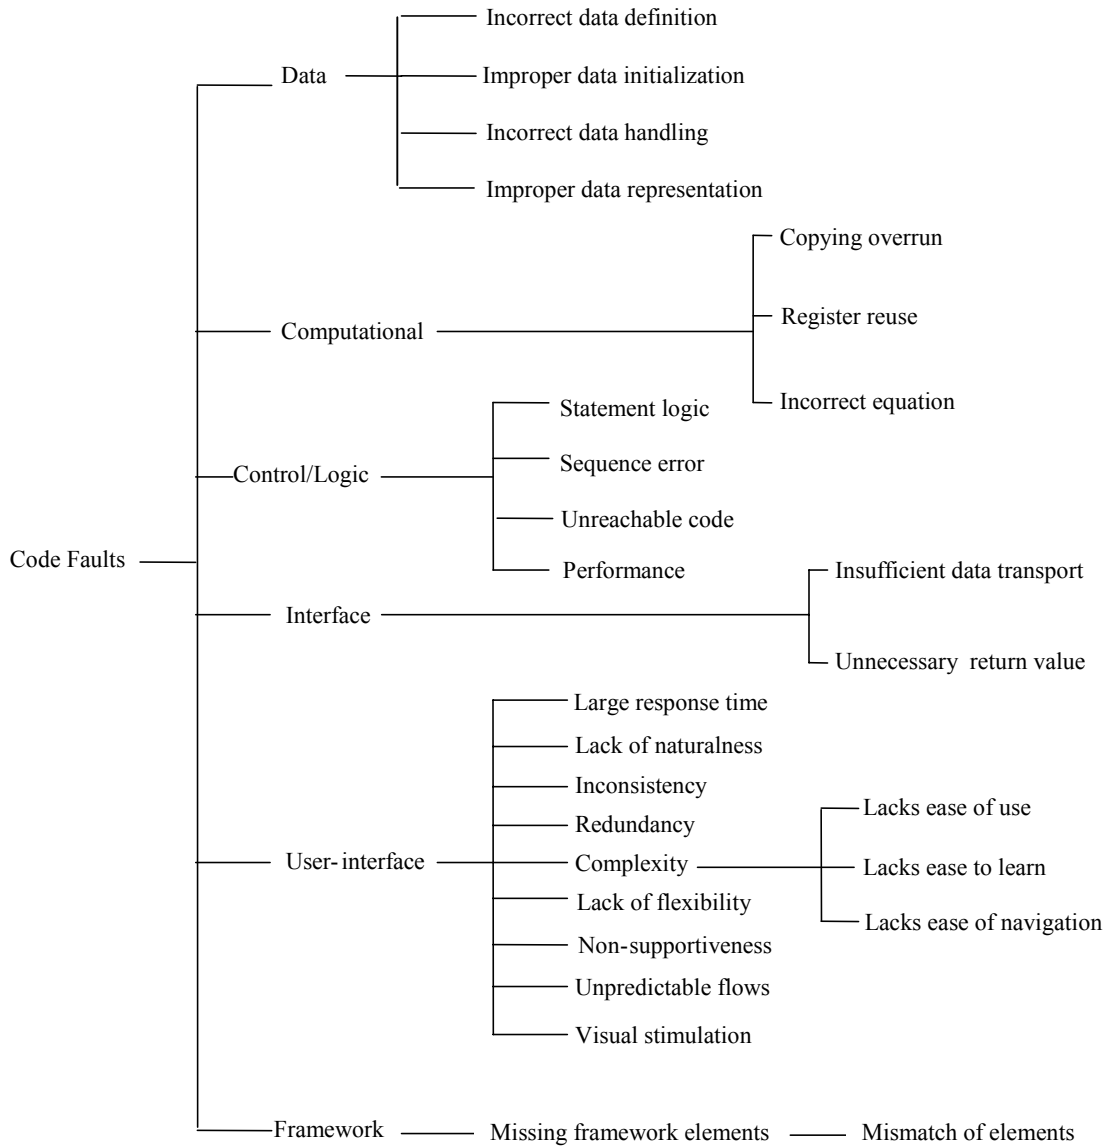 Incorrect data definition
Data
Improper data initialization
Incorrect data handling
Improper data representation
Copying overrun
Register reuse
Computational
Incorrect equation
Statement logic
Sequence error
Control/Logic
Unreachable code
Code Faults
Performance
Insufficient data transport
Interface
Unnecessary return value
Large response time
Lack of naturalness
Inconsistency
Redundancy
Lacks ease of use
User-interface
Complexity
Lacks ease to learn
Lack of flexibility
Lacks ease of navigation
Non-supportiveness
Unpredictable flows
Visual stimulation
Framework
Missing framework elements
Mismatch of elements